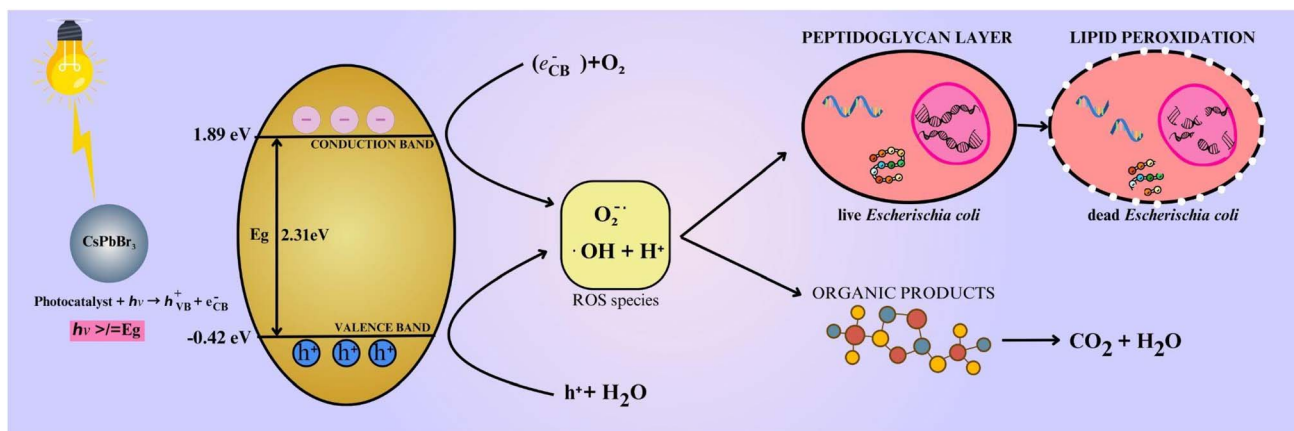 CsPbBr₃
Photocatalyst + hν → h⁺VB + e⁻CB
hν >/=Eg
1.89 eV
- - -
CONDUCTION BAND
Eg 2.31eV
VALENCE BAND
-0.42 eV
h⁺ h⁺ h⁺
(e⁻CB )+O₂
h⁺+ H₂O
O₂⁻·
·OH + H⁺
ROS species
PEPTIDOGLYCAN LAYER
live Escherischia coli
LIPID PEROXIDATION
dead Escherischia coli
ORGANIC PRODUCTS
CO₂ + H₂O